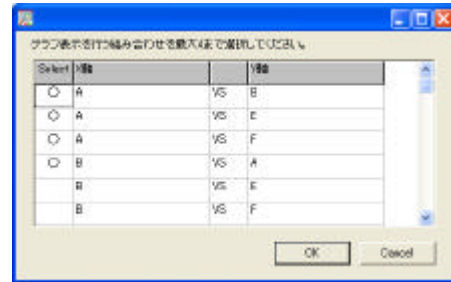 グラフ表示を行う組み合わせを最大4まで選択してください。
Select X軸 Y軸
○ A VS B
○ A VS E
○ A VS F
○ B VS A
B VS E
B VS F
OK Cancel